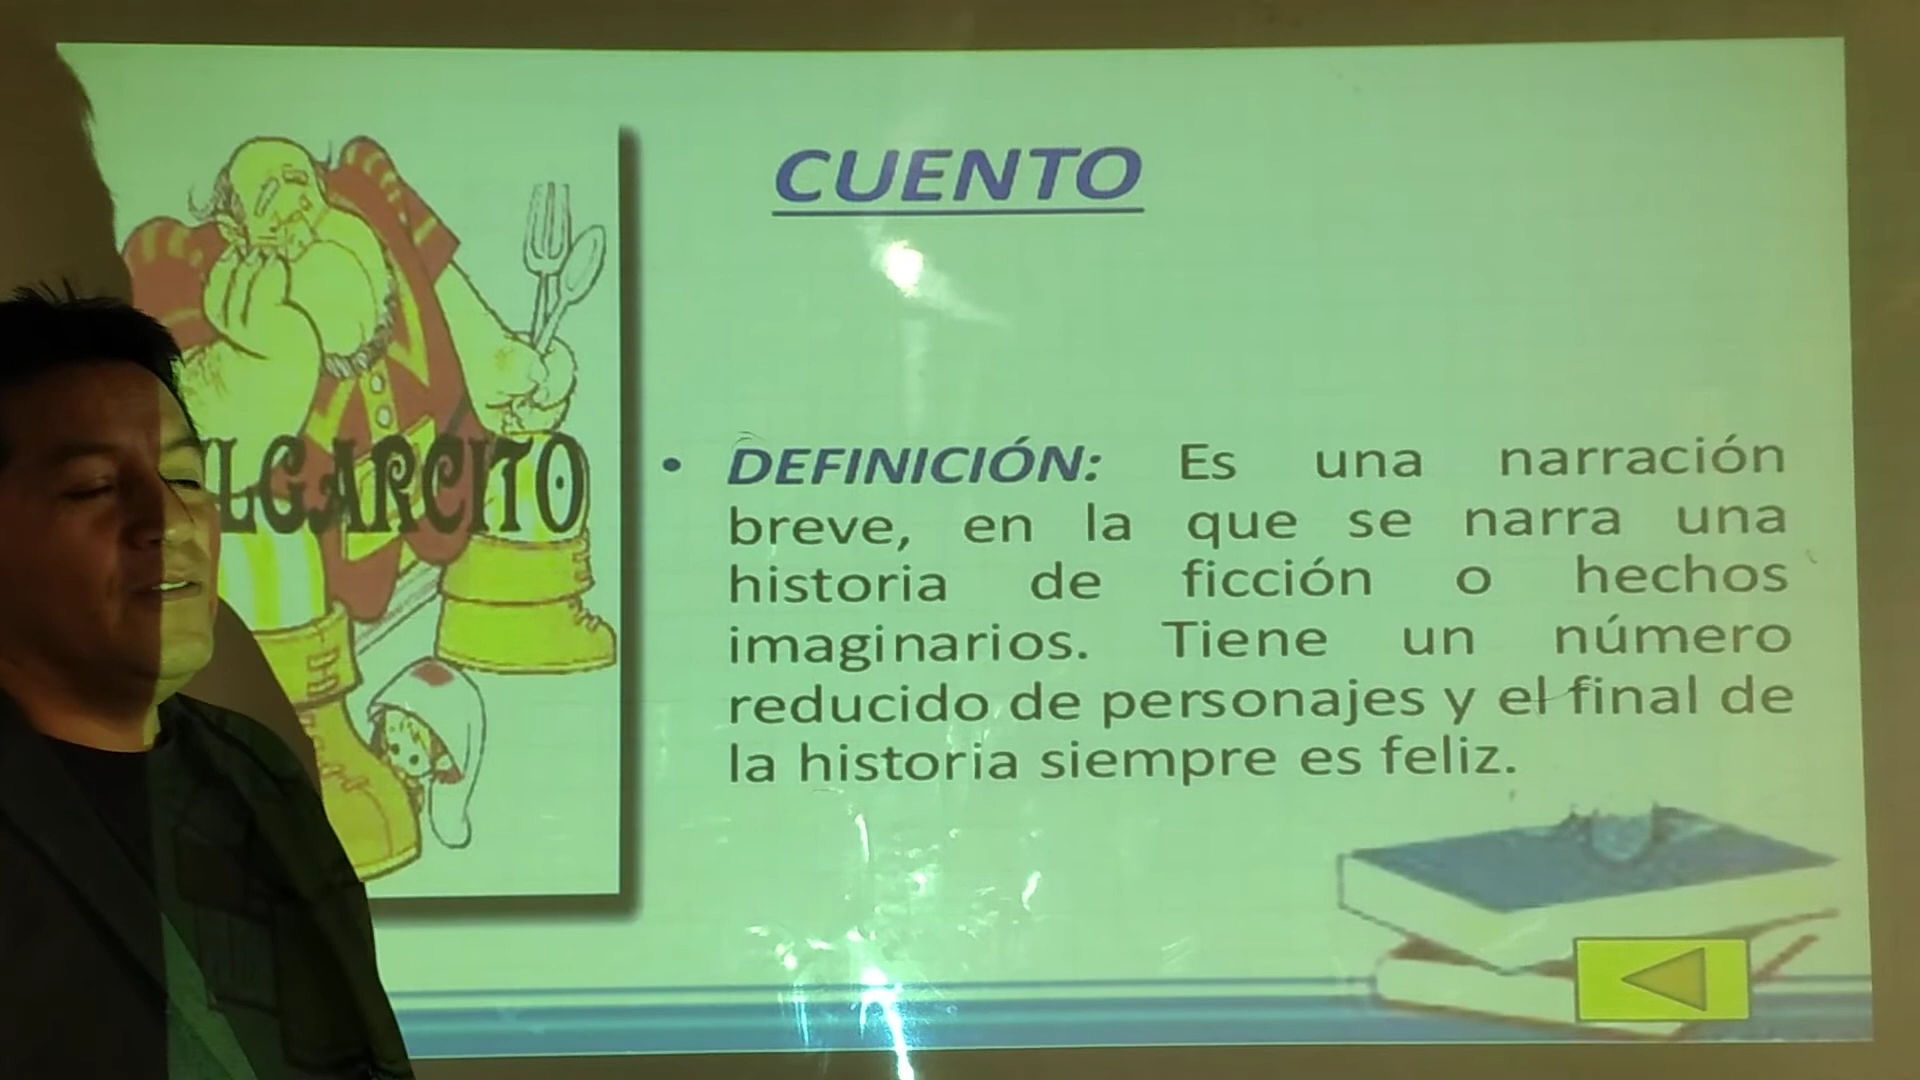 CUENTO
LGARCITO
• DEFINICIÓN: Es una narración
breve, en la que se narra una
historia de ficción o hechos
imaginarios. Tiene un número
reducido de personajes y el final de
la historia siempre es feliz.